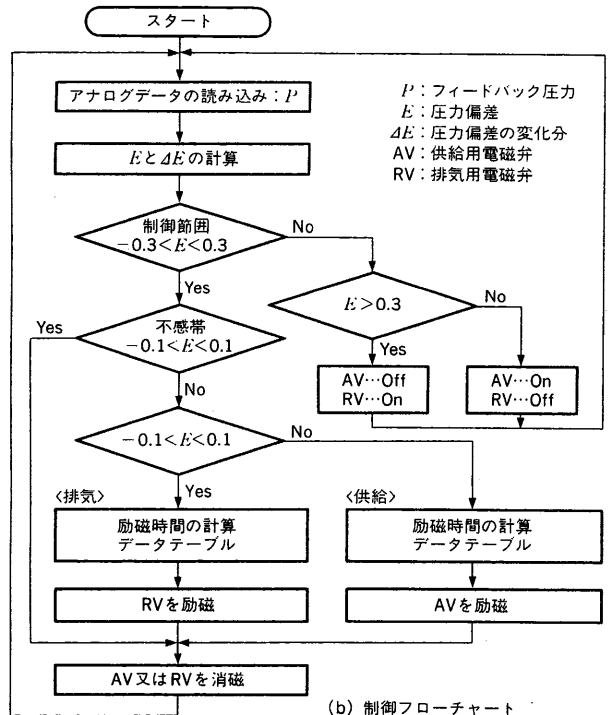 スタート
アナログデータの読み込み：P
P：フィードバック圧力
E：圧力偏差
ΔE：圧力偏差の変化分
AV：供給用電磁弁
RV：排気用電磁弁
EとΔEの計算
制御範囲
−0.3<E<0.3
No
Yes
E>0.3
No
Yes
AV…Off
RV…On
AV…On
RV…Off
不感帯
−0.1<E<0.1
Yes
No
−0.1<E<0.1
No
Yes
〈排気〉
励磁時間の計算
データテーブル
RVを励磁
〈供給〉
励磁時間の計算
データテーブル
AVを励磁
AV又はRVを消磁
(b) 制御フローチャート